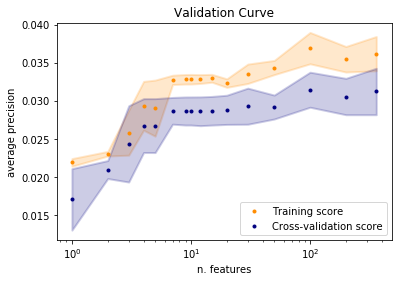 Validation Curve
average precision
0.040
0.035
0.030
0.025
0.020
0.015
10⁰
10¹
10²
n. features
Training score
Cross-validation score